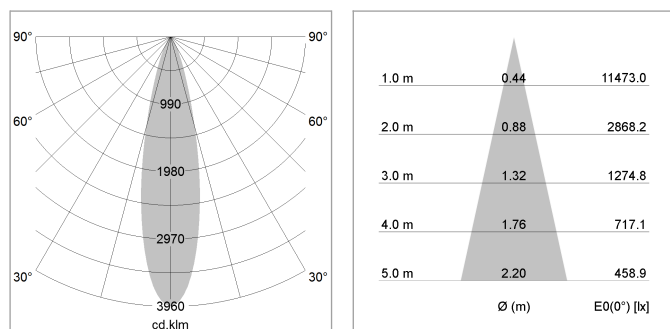 90° 90°
990
60° 60°
1980
2970
30° 30°
3960
cd.klm
1.0 m 0.44 11473.0
2.0 m 0.88 2868.2
3.0 m 1.32 1274.8
4.0 m 1.76 717.1
5.0 m 2.20 458.9
Ø (m) E0(0°) [lx]